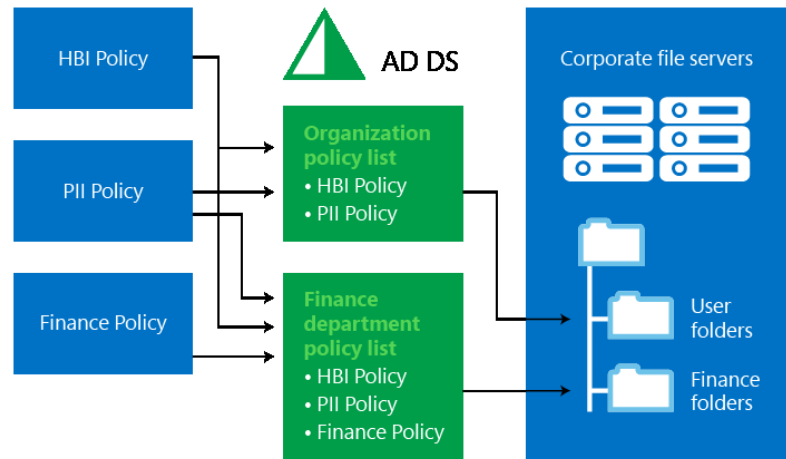 HBI Policy
PII Policy
Finance Policy
AD DS
Organization
policy list
• HBI Policy
• PII Policy
Finance
department
policy list
• HBI Policy
• PII Policy
• Finance Policy
Corporate file servers
User
folders
Finance
folders